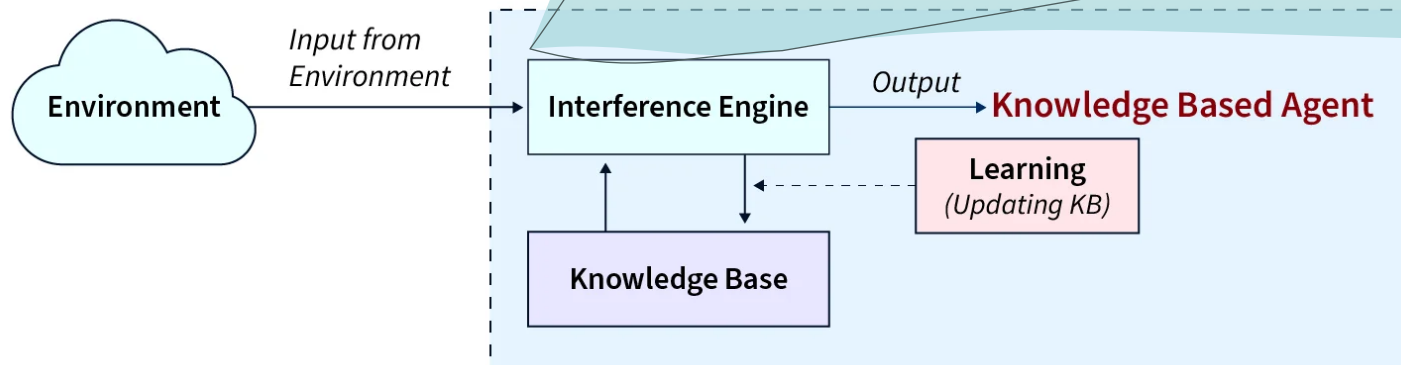 Input from
Environment
Environment
Interference Engine
Output
Knowledge Based Agent
Learning
(Updating KB)
Knowledge Base